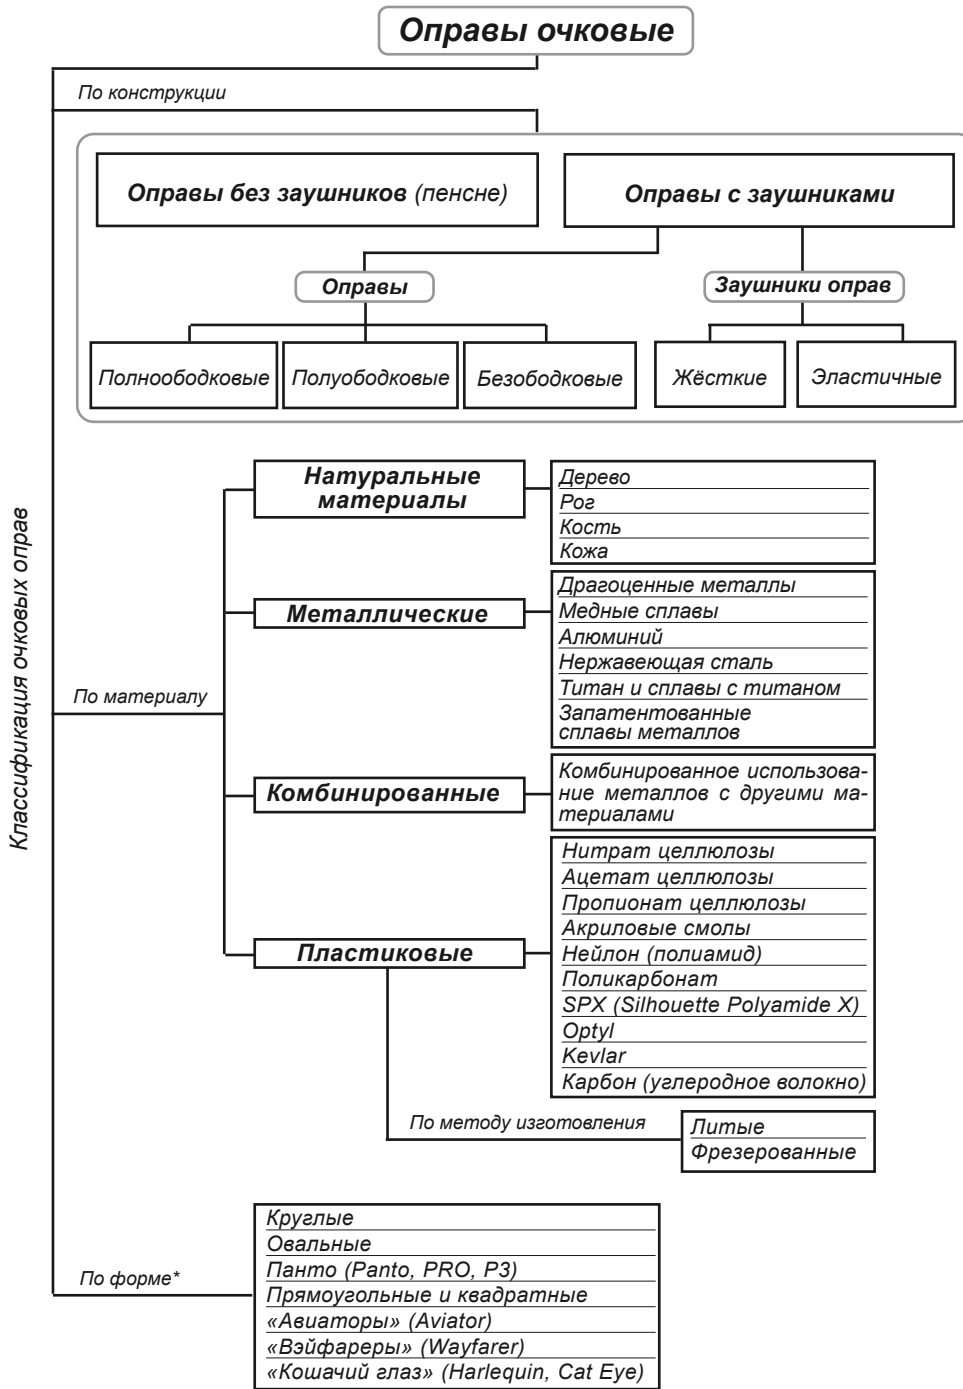 Оправы очковые
По конструкции
Оправы без заушников (пенсне)
Оправы с заушниками
Оправы
Заушники оправ
Полноободковые
Полуободковые
Безободковые
Жёсткие
Эластичные
Классификация очковых оправ
По материалу
Натуральные
материалы
Дерево
Рог
Кость
Кожа
Металлические
Драгоценные металлы
Медные сплавы
Алюминий
Нержавеющая сталь
Титан и сплавы с титаном
Запатентованные
сплавы металлов
Комбинированные
Комбинированное использова-
ние металлов с другими ма-
териалами
Пластиковые
Нитрат целлюлозы
Ацетат целлюлозы
Пропионат целлюлозы
Акриловые смолы
Нейлон (полиамид)
Поликарбонат
SPX (Silhouette Polyamide X)
Optyl
Kevlar
Карбон (углеродное волокно)
По методу изготовления
Литые
Фрезерованные
По форме*
Круглые
Овальные
Панто (Panto, PRO, P3)
Прямоугольные и квадратные
«Авиаторы» (Aviator)
«Вэйфареры» (Wayfarer)
«Кошачий глаз» (Harlequin, Cat Eye)